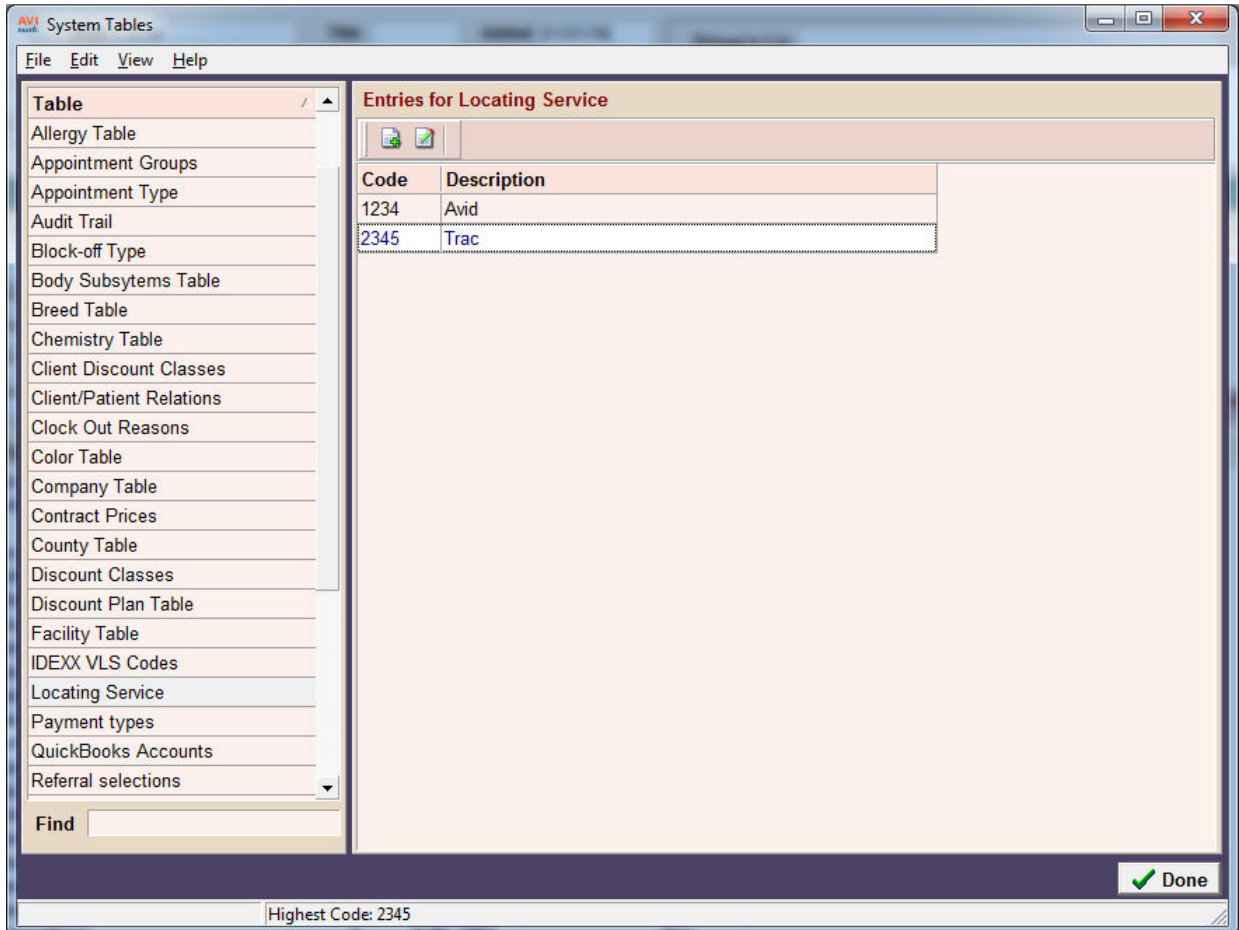 AVI mark System Tables
File Edit View Help
Table
Allergy Table
Appointment Groups
Appointment Type
Audit Trail
Block-off Type
Body Subsytems Table
Breed Table
Chemistry Table
Client Discount Classes
Client/Patient Relations
Clock Out Reasons
Color Table
Company Table
Contract Prices
County Table
Discount Classes
Discount Plan Table
Facility Table
IDEXX VLS Codes
Locating Service
Payment types
QuickBooks Accounts
Referral selections
Find
Entries for Locating Service
Code Description
1234 Avid
2345 Trac
Done
Highest Code: 2345